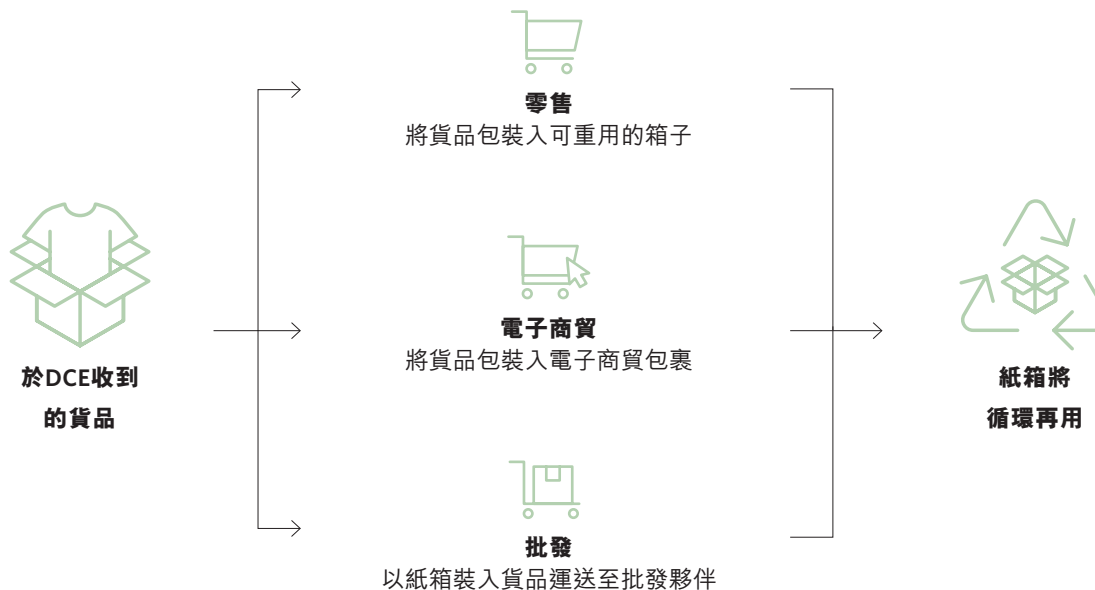 零售
將貨品包裝入可重用的箱子
於DCE收到
的貨品
電子商貿
將貨品包裝入電子商貿包裹
批發
以紙箱裝入貨品運送至批發夥伴
紙箱將
循環再用